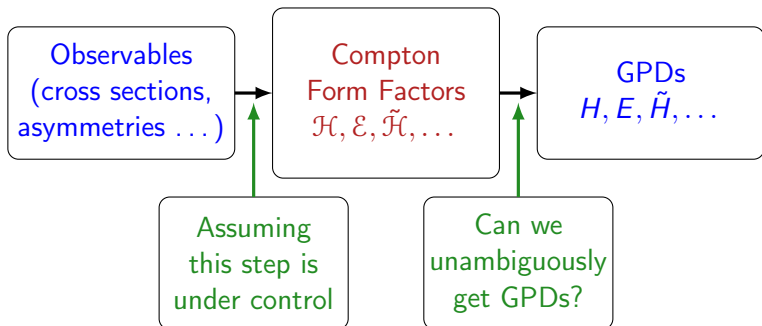 Observables
(cross sections,
asymmetries . . . )
Compton
Form Factors
ℋ, ℰ, ℋ̃, . . .
GPDs
H, E, H̃, . . .
Assuming
this step is
under control
Can we
unambiguously
get GPDs?